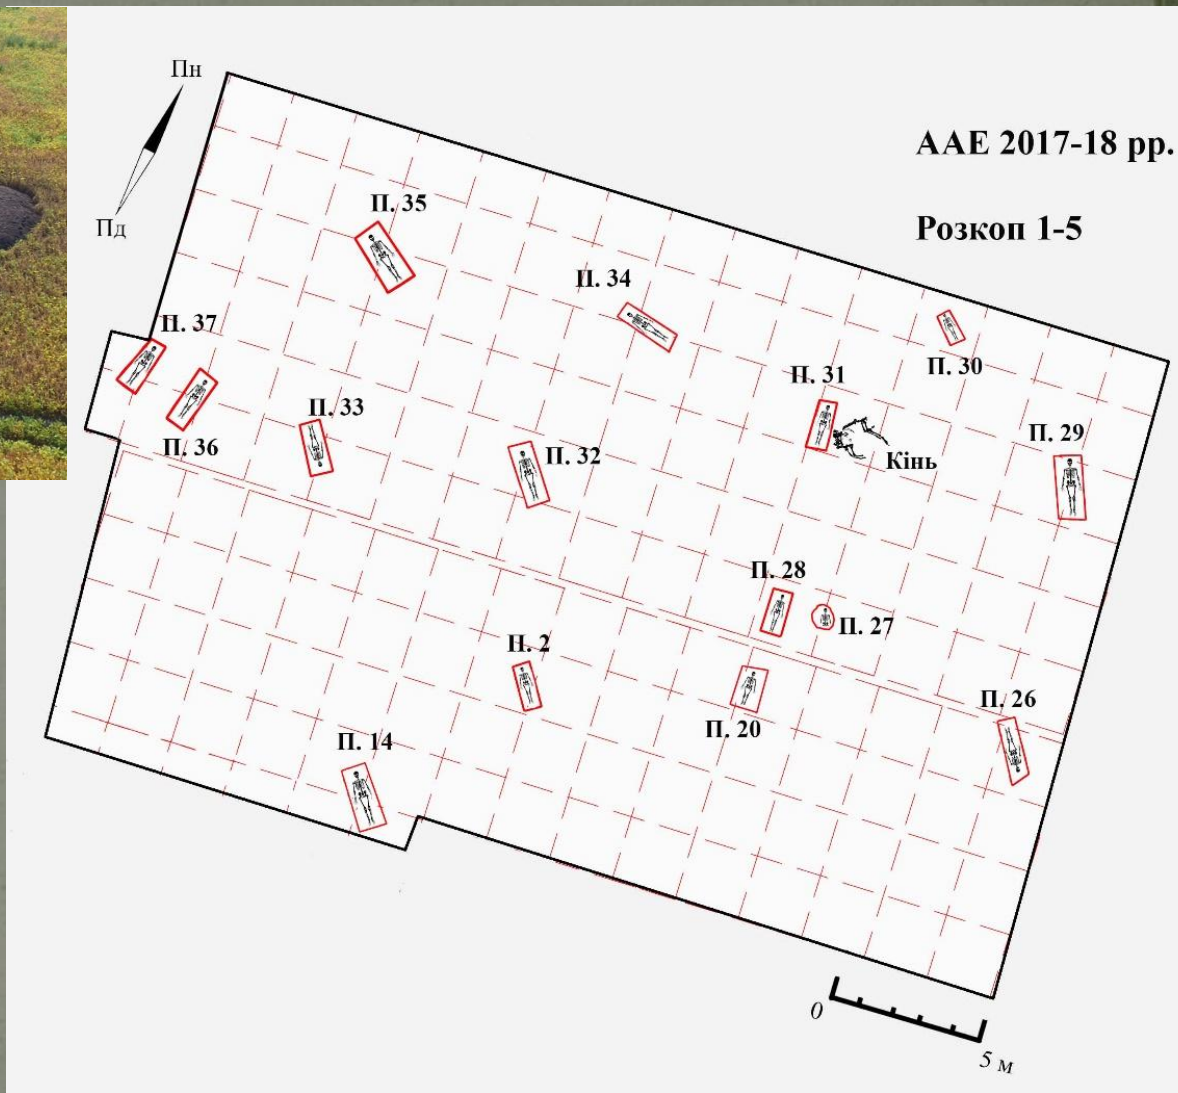 Пн
Пд
ААЕ 2017-18 рр.
Розкоп 1-5
П. 35
П. 34
П. 37
П. 30
П. 31
П. 33
П. 29
П. 36
П. 32
Кінь
П. 28
П. 27
П. 2
П. 26
П. 20
П. 14
0
5 м